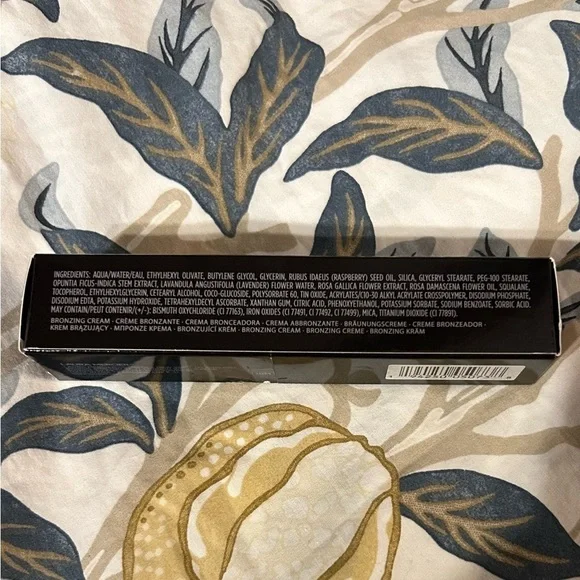 INGREDIENTS: AQUA/WATER/EAU, ETHYLHEXYL OLIVATE, BUTYLENE GLYCOL, GLYCERIN, RUBUS IDAEUS (RASPBERRY) SEED OIL, SILICA, GLYCERYL STEARATE, PEG-100 STEARATE,
OPUNTIA FICUS-INDICA STEM EXTRACT, LAVANDULA ANGUSTIFOLIA (LAVENDER) FLOWER WATER, ROSA GALLICA FLOWER EXTRACT, ROSA DAMASCENA FLOWER OIL, SQUALANE,
TOCOPHEROL, ETHYLHEXYLGLYCERIN, CETEARYL ALCOHOL, COCO-GLUCOSIDE, POLYSORBATE 60, TIN OXIDE, ACRYLATES/C10-30 ALKYL ACRYLATE CROSSPOLYMER, DISODIUM PHOSPHATE,
DISODIUM EDTA, POTASSIUM HYDROXIDE, TETRAHEXYLDECYL ASCORBATE, XANTHAN GUM, CITRIC ACID, PHENOXYETHANOL, POTASSIUM SORBATE, SODIUM BENZOATE, SORBIC ACID.
MAY CONTAIN/PEUT CONTENIR/(+/-): BISMUTH OXYCHLORIDE (CI 77163), IRON OXIDES (CI 77491, CI 77492, CI 77499), MICA, TITANIUM DIOXIDE (CI 77891).
BRONZING CREAM · CRÈME BRONZANTE · CREMA BRONCEADORA · CREMA ABBRONZANTE · BRÄUNUNGSCREME · CREME BRONZEADOR ·
KREM BRĄZUJĄCY · ΜΠΡΟΝΖΕ ΚΡΕΜΑ · BRONZUJÍCÍ KRÉM · BRONZING CREAM · BRONZING CREME · BRONZING KRÄM